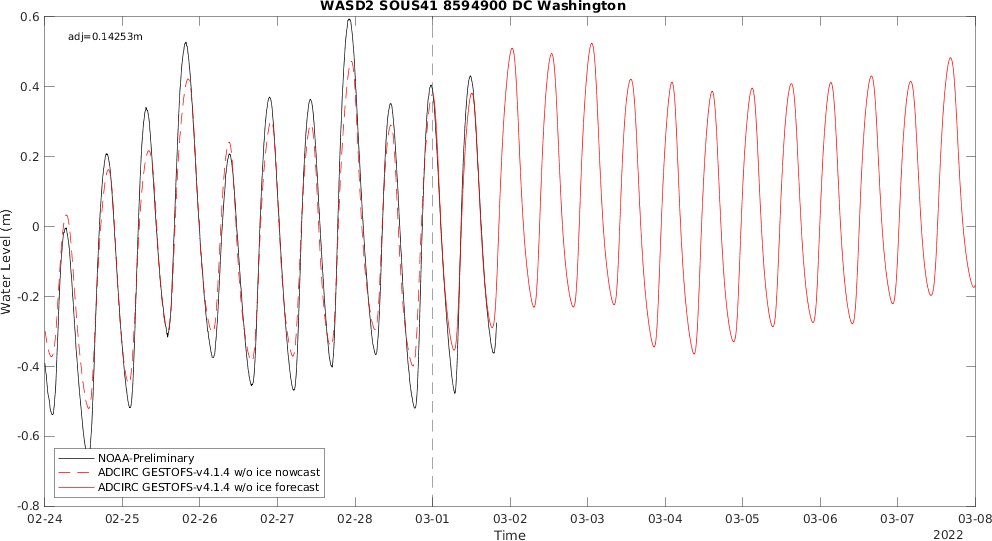 WASD2 SOUS41 8594900 DC Washington
adj=0.14253m
0.6
0.4
0.2
0
-0.2
-0.4
-0.6
-0.8
Water Level (m)
NOAA-Preliminary
ADCIRC GESTOFS-v4.1.4 w/o ice nowcast
ADCIRC GESTOFS-v4.1.4 w/o ice forecast
02-24 02-25 02-26 02-27 02-28 03-01 03-02 03-03 03-04 03-05 03-06 03-07 03-08
Time
2022